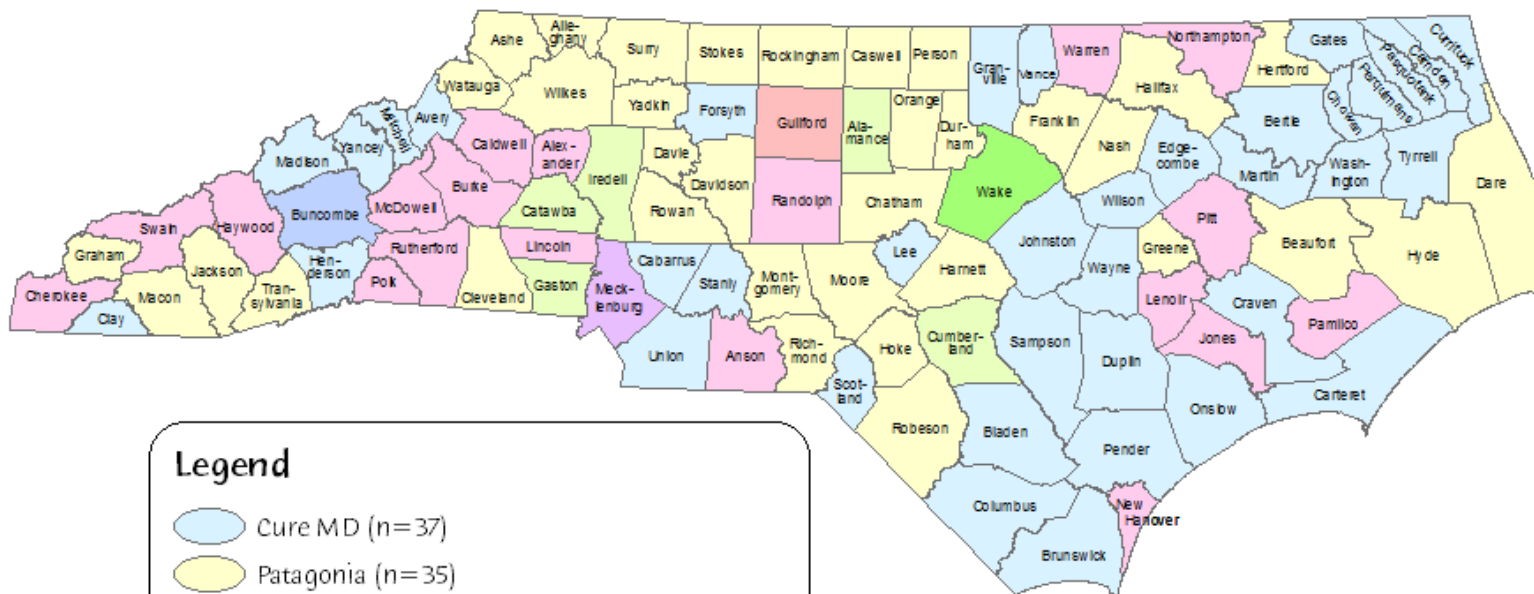 Ashe
Alle-
ghany
Surry
Stokes
Rockingham
Caswell
Person
Gran-
ville
Vance
Warren
Northampton
Gates
Hertford
Currituck
Camden
Pasquotank
Perquimans
Chowan
Halifax
Bertie
Watauga
Wilkes
Yadkin
Forsyth
Guilford
Ala-
mance
Orange
Dur-
ham
Franklin
Nash
Edge-
combe
Martin
Wash-
ington
Tyrrell
Dare
Avery
Mitchell
Yancey
Madison
Caldwell
Alex-
ander
Iredell
Davie
Davidson
Randolph
Chatham
Wake
Wilson
Pitt
Beaufort
Hyde
Buncombe
McDowell
Burke
Catawba
Rowan
Haywood
Swain
Graham
Cherokee
Clay
Macon
Jackson
Tran-
sylvania
Hen-
derson
Polk
Rutherford
Cleveland
Lincoln
Gaston
Meck-
lenburg
Cabarrus
Stanly
Mont-
gomery
Moore
Lee
Harnett
Johnston
Wayne
Greene
Lenoir
Craven
Pamlico
Jones
Union
Anson
Rich-
mond
Scot-
land
Hoke
Cumber-
land
Sampson
Duplin
Onslow
Carteret
Robeson
Bladen
Pender
Columbus
Brunswick
New
Hanover
Legend
Cure MD (n=37)
Patagonia (n=35)